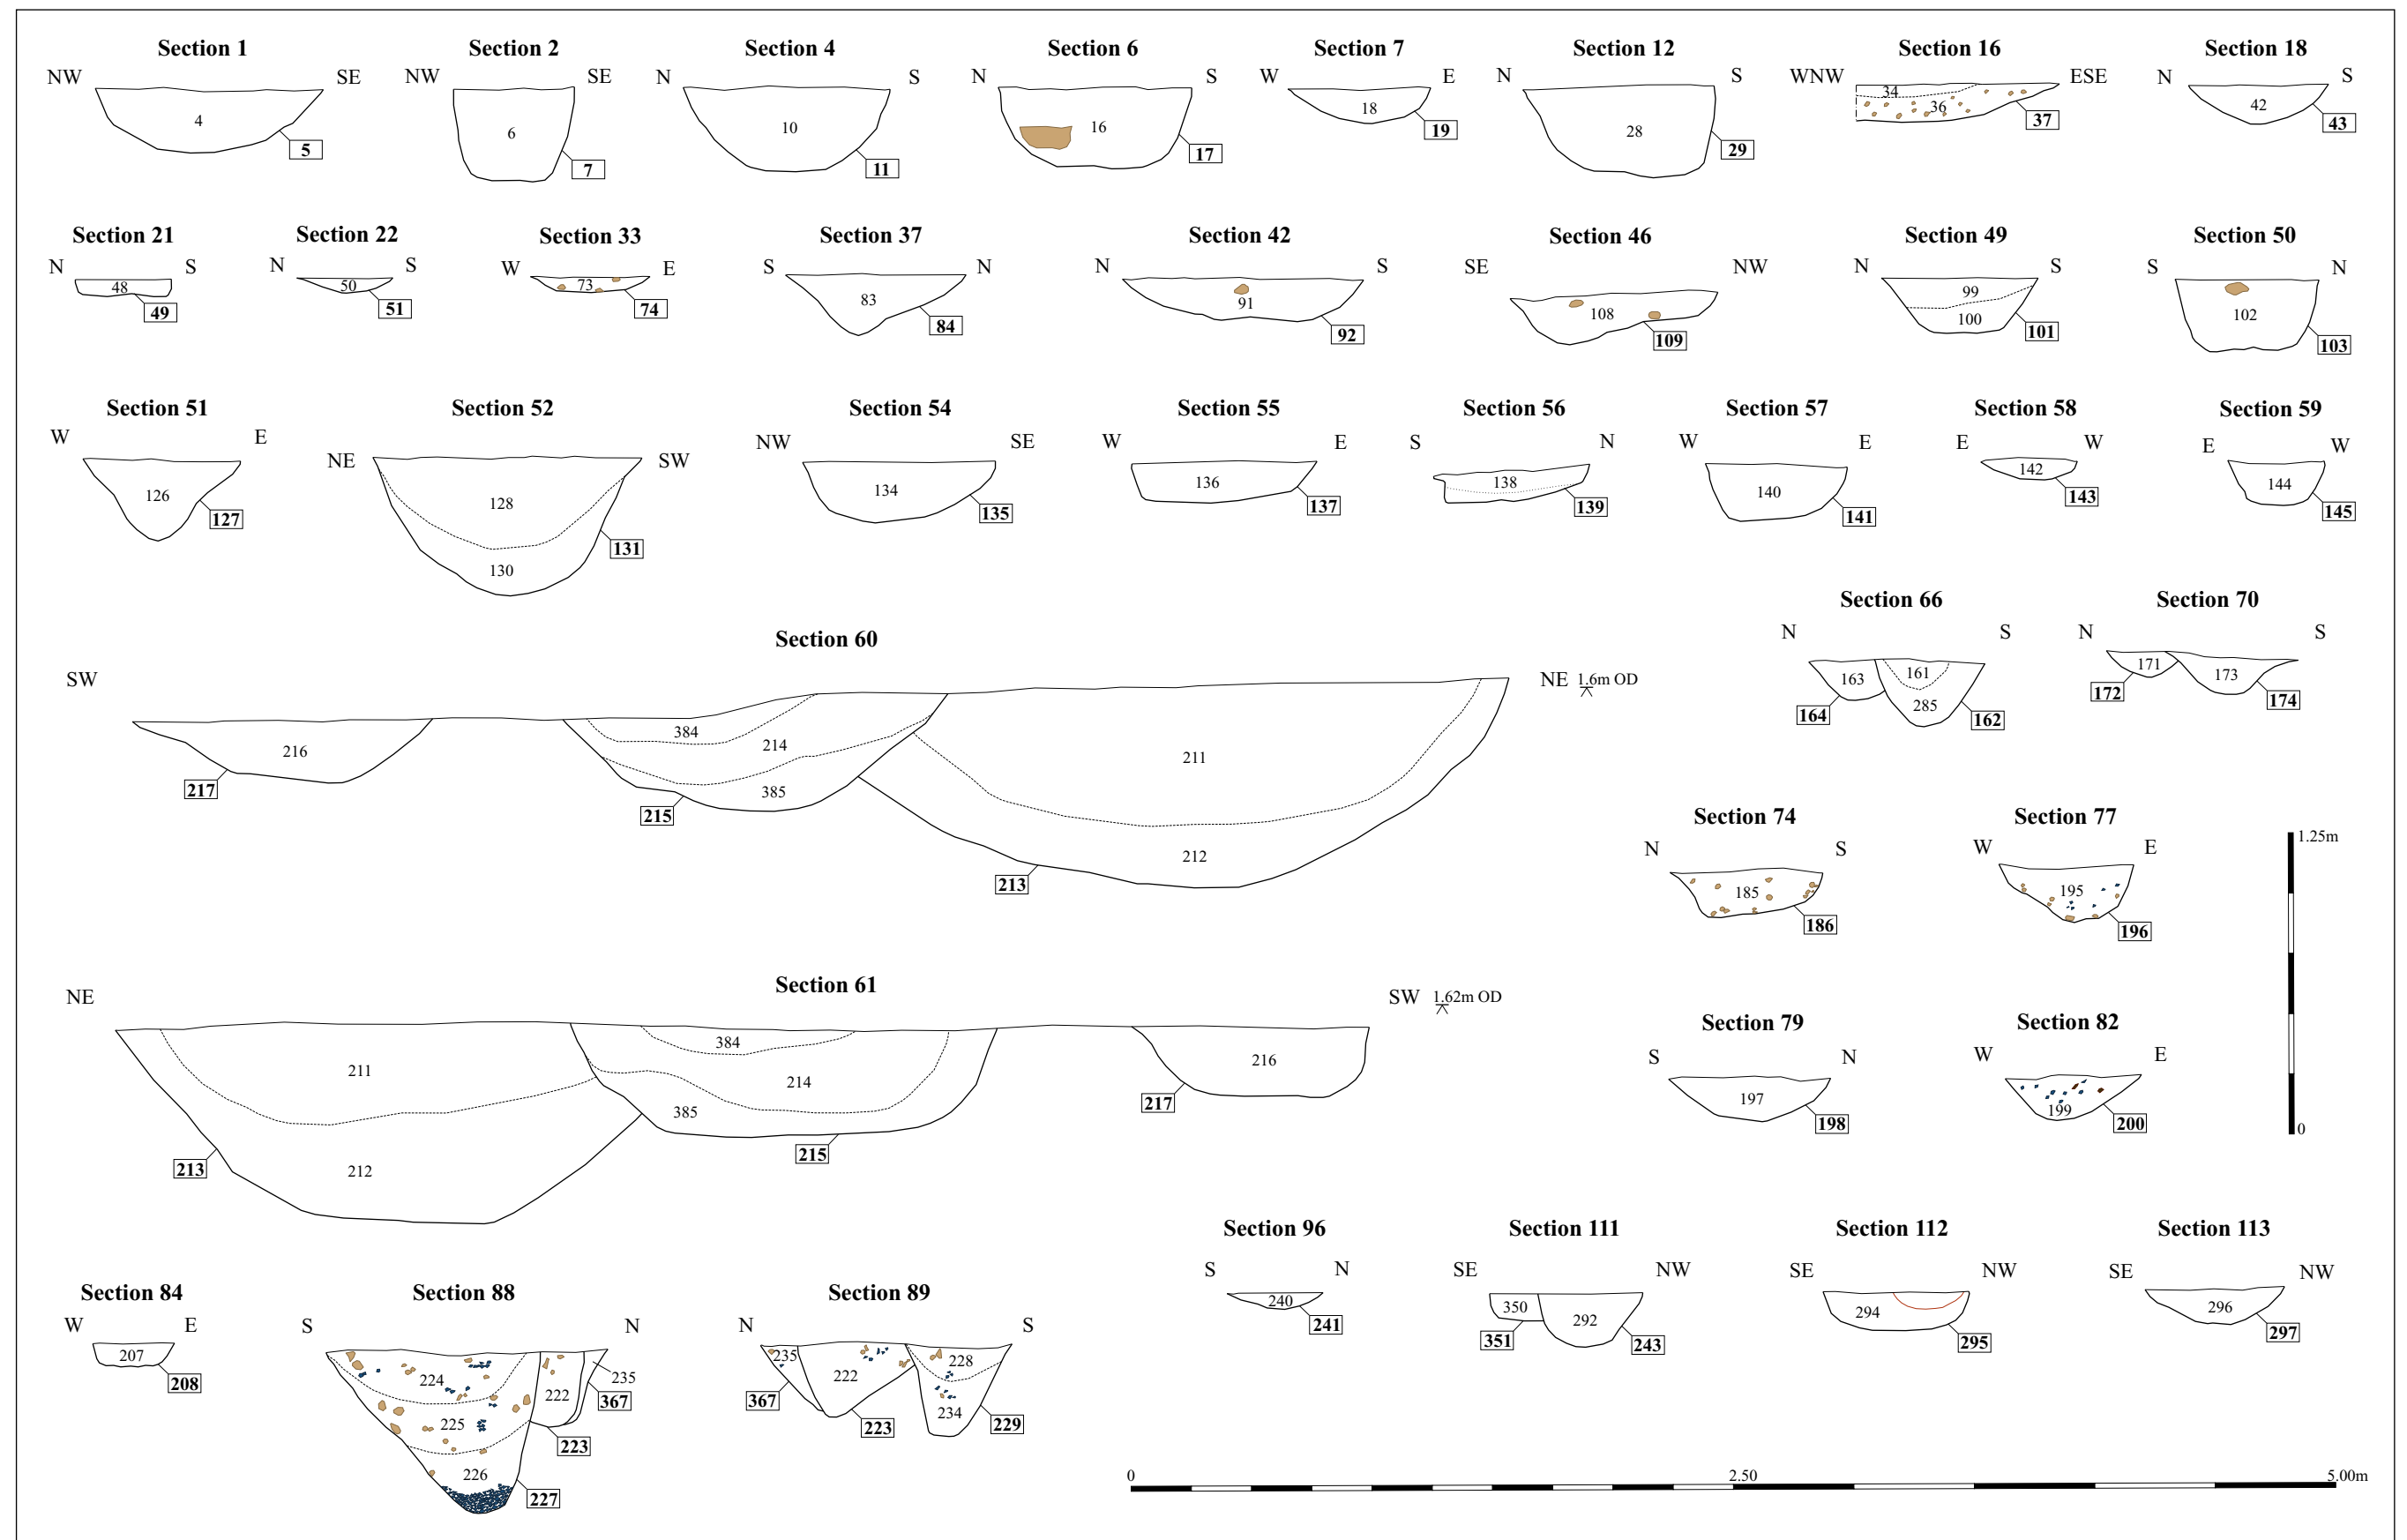 Section 1
NW SE
4
5
Section 2
NW SE
6
7
Section 4
N S
10
11
Section 6
N S
16
17
Section 7
W E
18
19
Section 12
N S
28
29
Section 16
WNW ESE
34
36
37
Section 18
N S
42
43
Section 21
N S
48
49
Section 22
N S
50
51
Section 33
W E
73
74
Section 37
S N
83
84
Section 42
N S
91
92
Section 46
SE NW
108
109
Section 49
N S
99
100
101
Section 50
S N
102
103
Section 51
W E
126
127
Section 52
NE SW
128
130
131
Section 54
NW SE
134
135
Section 55
W E
136
137
Section 56
S N
138
139
Section 57
W E
140
141
Section 58
E W
142
143
Section 59
E W
144
145
Section 60
SW NE 1.6m OD
216
217
384
214
385
215
211
212
213
Section 66
N S
163
161
285
164
162
Section 70
N S
171
173
172
174
Section 74
N S
185
186
Section 77
W E
195
196
1.25m
0
Section 61
NE SW 1.62m OD
211
212
213
384
214
385
215
216
217
Section 79
S N
197
198
Section 82
W E
199
200
Section 84
W E
207
208
Section 88
S N
224
225
226
222
235
367
223
227
Section 89
N S
235
222
228
234
367
223
229
Section 96
S N
240
241
Section 111
SE NW
350
292
351
243
Section 112
SE NW
294
295
Section 113
SE NW
296
297
0 2.50 5.00m